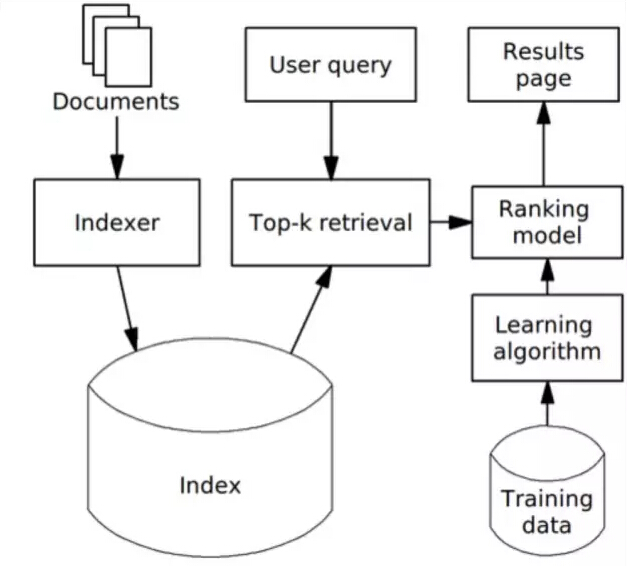 Documents
User query
Results
page
Indexer
Top-k retrieval
Ranking
model
Learning
algorithm
Index
Training
data